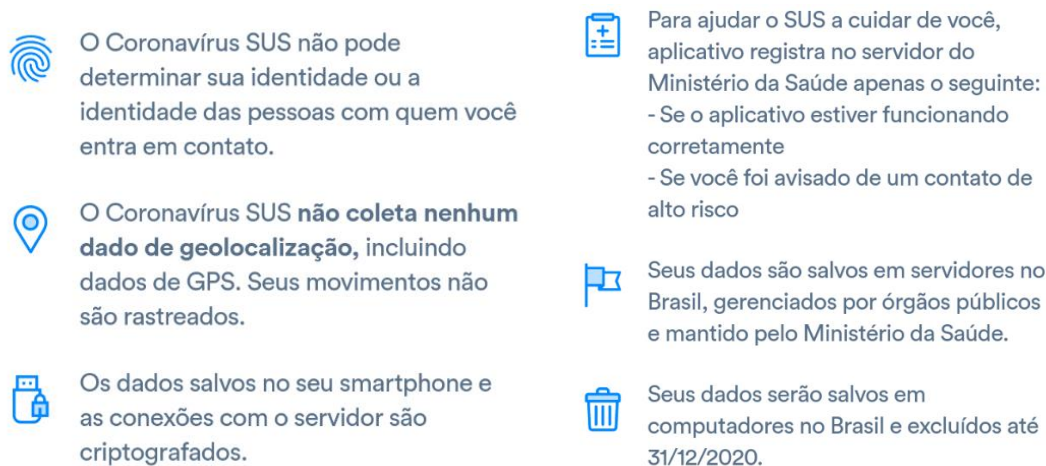 O Coronavírus SUS não pode
determinar sua identidade ou a
identidade das pessoas com quem você
entra em contato.
O Coronavírus SUS não coleta nenhum
dado de geolocalização, incluindo
dados de GPS. Seus movimentos não
são rastreados.
Os dados salvos no seu smartphone e
as conexões com o servidor são
criptografados.
Para ajudar o SUS a cuidar de você,
aplicativo registra no servidor do
Ministério da Saúde apenas o seguinte:
- Se o aplicativo estiver funcionando
corretamente
- Se você foi avisado de um contato de
alto risco
Seus dados são salvos em servidores no
Brasil, gerenciados por órgãos públicos
e mantido pelo Ministério da Saúde.
Seus dados serão salvos em
computadores no Brasil e excluídos até
31/12/2020.